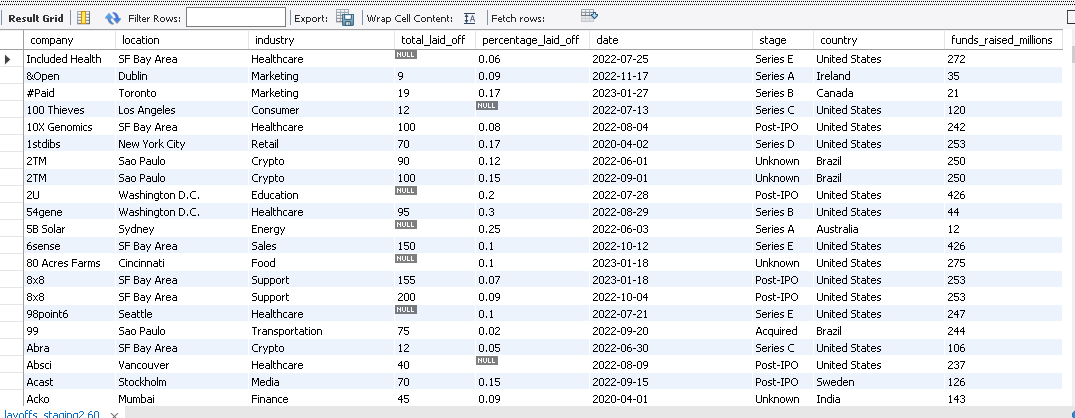 Result Grid Filter Rows: Export: Wrap Cell Content: Fetch rows:
company location industry total_laid_off percentage_laid_off date stage country funds_raised_millions
Included Health SF Bay Area Healthcare NULL 0.06 2022-07-25 Series E United States 272
&Open Dublin Marketing 9 0.09 2022-11-17 Series A Ireland 35
#Paid Toronto Marketing 19 0.17 2023-01-27 Series B Canada 21
100 Thieves Los Angeles Consumer 12 NULL 2022-07-13 Series C United States 120
10X Genomics SF Bay Area Healthcare 100 0.08 2022-08-04 Post-IPO United States 242
1stdibs New York City Retail 70 0.17 2020-04-02 Series D United States 253
2TM Sao Paulo Crypto 90 0.12 2022-06-01 Unknown Brazil 250
2TM Sao Paulo Crypto 100 0.15 2022-09-01 Unknown Brazil 250
2U Washington D.C. Education NULL 0.2 2022-07-28 Post-IPO United States 426
54gene Washington D.C. Healthcare 95 0.3 2022-08-29 Series B United States 44
5B Solar Sydney Energy NULL 0.25 2022-06-03 Series A Australia 12
6sense SF Bay Area Sales 150 0.1 2022-10-12 Series E United States 426
80 Acres Farms Cincinnati Food NULL 0.1 2023-01-18 Unknown United States 275
8x8 SF Bay Area Support 155 0.07 2023-01-18 Post-IPO United States 253
8x8 SF Bay Area Support 200 0.09 2022-10-04 Post-IPO United States 253
98point6 Seattle Healthcare NULL 0.1 2022-07-21 Series E United States 247
99 Sao Paulo Transportation 75 0.02 2022-09-20 Acquired Brazil 244
Abra SF Bay Area Crypto 12 0.05 2022-06-30 Series C United States 106
Absci Vancouver Healthcare 40 NULL 2022-08-09 Post-IPO United States 237
Acast Stockholm Media 70 0.15 2022-09-15 Post-IPO Sweden 126
Acko Mumbai Finance 45 0.09 2020-04-01 Unknown India 143
layoffs_staging2 60